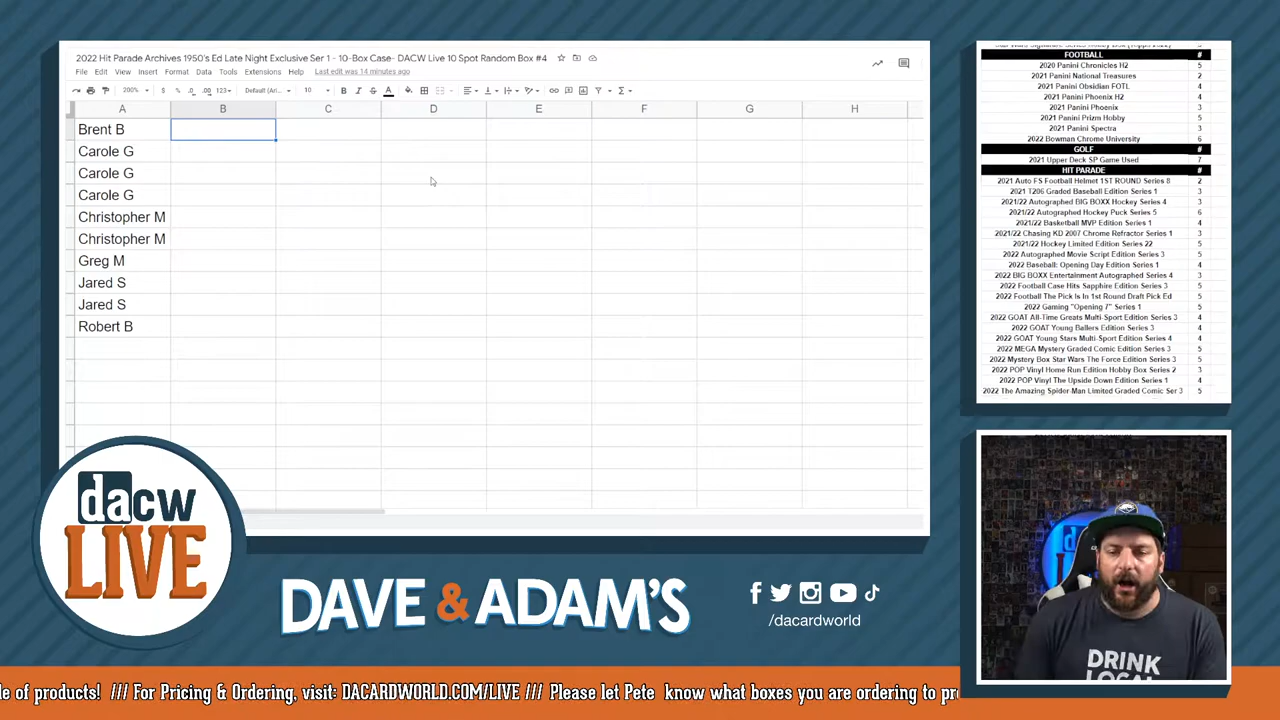 2022 Hit Parade Archives 1950's Ed Late Night Exclusive Ser 1 - 10-Box Case- DACW Live 10 Spot Random Box #4
File Edit View Insert Format Data Tools Extensions Help Last edit was 14 minutes ago
200% $ % .0 .00 123 Default (Ari... 10 B I S A
A B C D E F G H
Brent B
Carole G
Carole G
Carole G
Christopher M
Christopher M
Greg M
Jared S
Jared S
Robert B
FOOTBALL #
2020 Panini Chronicles H2 5
2021 Panini National Treasures 2
2021 Panini Obsidian FOTL 4
2021 Panini Phoenix H2 4
2021 Panini Phoenix 3
2021 Panini Prizm Hobby 5
2021 Panini Spectra 3
2022 Bowman Chrome University 6
GOLF #
2021 Upper Deck SP Game Used 7
HIT PARADE #
2021 Auto FS Football Helmet 1ST ROUND Series 8 2
2021 T206 Graded Baseball Edition Series 1 3
2021/22 Autographed BIG BOXX Hockey Series 4 3
2021/22 Autographed Hockey Puck Series 5 6
2021/22 Basketball MVP Edition Series 1 4
2021/22 Chasing KD 2007 Chrome Refractor Series 1 3
2021/22 Hockey Limited Edition Series 22 5
2022 Autographed Movie Script Edition Series 3 5
2022 Baseball: Opening Day Edition Series 1 4
2022 BIG BOXX Entertainment Autographed Series 4 3
2022 Football Case Hits Sapphire Edition Series 3 5
2022 Football The Pick Is In 1st Round Draft Pick Ed 5
2022 Gaming "Opening 7" Series 1 5
2022 GOAT All-Time Greats Multi-Sport Edition Series 3 4
2022 GOAT Young Ballers Edition Series 3 4
2022 GOAT Young Stars Multi-Sport Edition Series 4 4
2022 MEGA Mystery Graded Comic Edition Series 3 5
2022 Mystery Box Star Wars The Force Edition Series 3 5
2022 POP Vinyl Home Run Edition Hobby Box Series 2 3
2022 POP Vinyl The Upside Down Edition Series 1 4
2022 The Amazing Spider-Man Limited Graded Comic Ser 3 5
dacw
LIVE
DAVE & ADAM'S
/dacardworld
DRINK
LOCAL
le of products! /// For Pricing & Ordering, visit: DACARDWORLD.COM/LIVE /// Please let Pete know what boxes you are ordering to pr